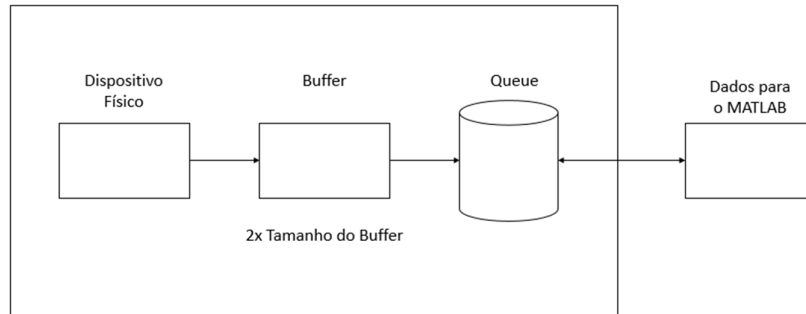 Dispositivo
Físico
Buffer
Queue
Dados para
o MATLAB
2x Tamanho do Buffer